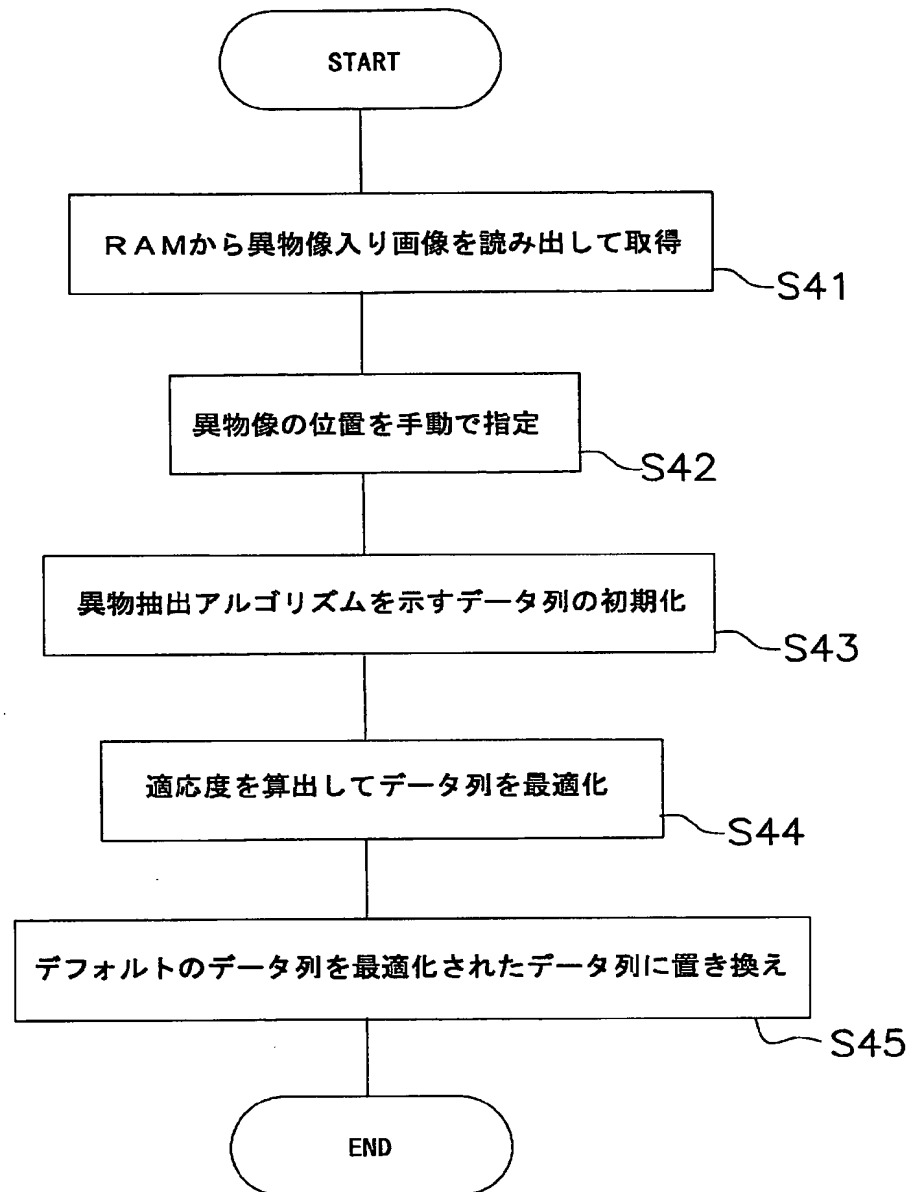 START
ＲＡＭから異物像入り画像を読み出して取得
S41
異物像の位置を手動で指定
S42
異物抽出アルゴリズムを示すデータ列の初期化
S43
適応度を算出してデータ列を最適化
S44
デフォルトのデータ列を最適化されたデータ列に置き換え
S45
END